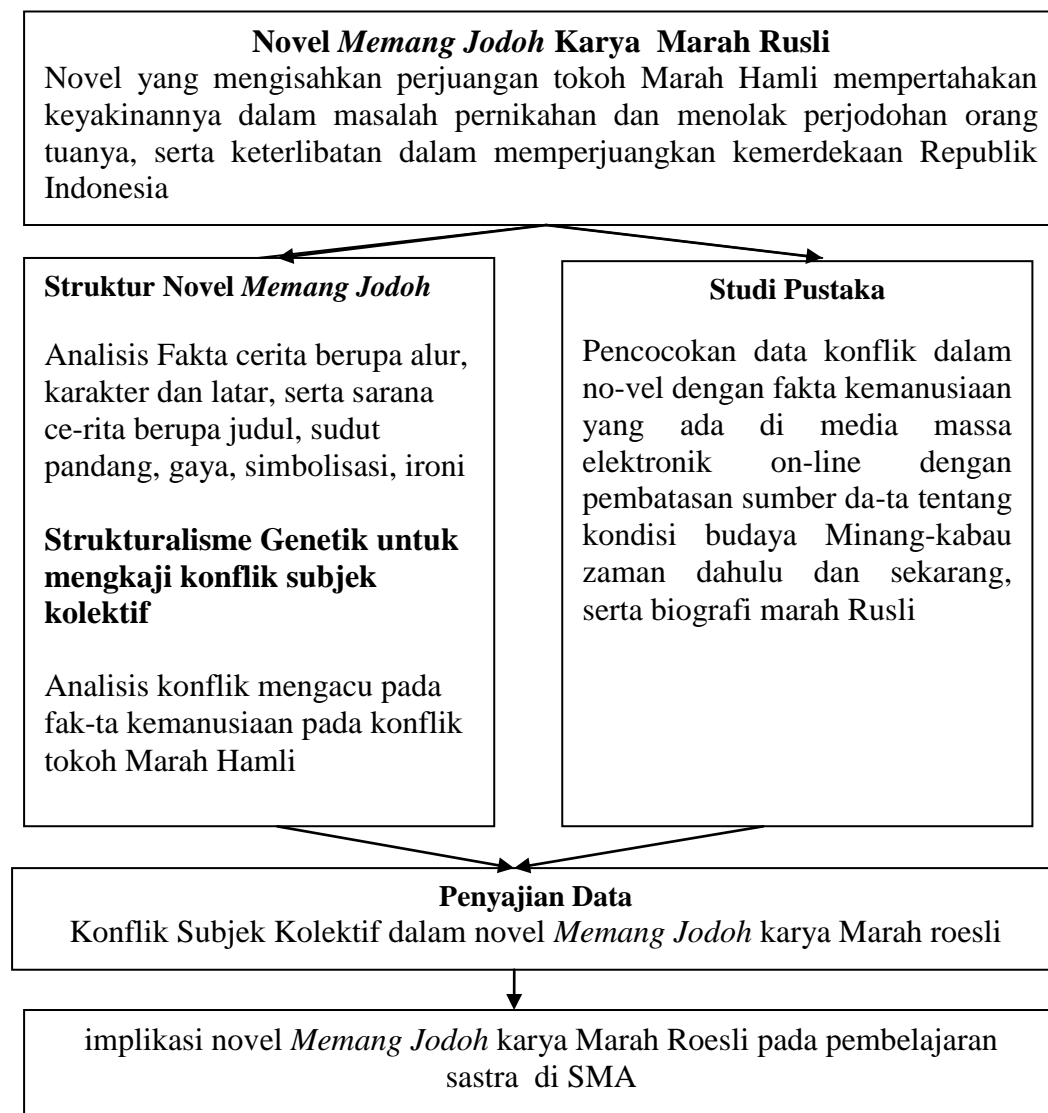 Novel Memang Jodoh Karya Marah Rusli
Novel yang mengisahkan perjuangan tokoh Marah Hamli mempertahakan
keyakinannya dalam masalah pernikahan dan menolak perjodohan orang
tuanya, serta keterlibatan dalam memperjuangkan kemerdekaan Republik
Indonesia
Struktur Novel Memang Jodoh
Analisis Fakta cerita berupa alur,
karakter dan latar, serta sarana
ce-rita berupa judul, sudut
pandang, gaya, simbolisasi, ironi
Strukturalisme Genetik untuk
mengkaji konflik subjek
kolektif
Analisis konflik mengacu pada
fak-ta kemanusiaan pada konflik
tokoh Marah Hamli
Studi Pustaka
Pencocokan data konflik dalam
no-vel dengan fakta kemanusiaan
yang ada di media massa
elektronik on-line dengan
pembatasan sumber da-ta tentang
kondisi budaya Minang-kabau
zaman dahulu dan sekarang,
serta biografi marah Rusli
Penyajian Data
Konflik Subjek Kolektif dalam novel Memang Jodoh karya Marah roesli
implikasi novel Memang Jodoh karya Marah Roesli pada pembelajaran
sastra di SMA